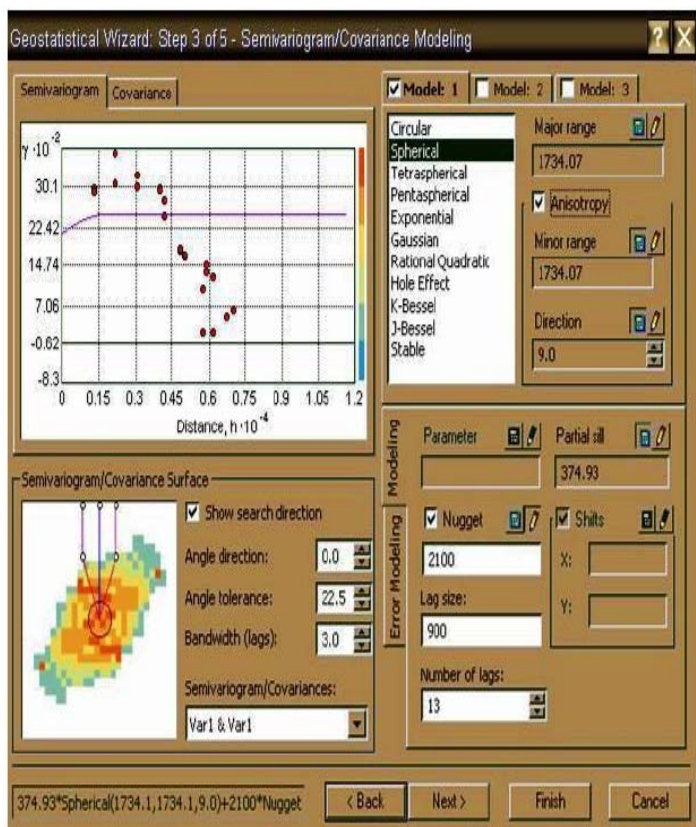 Geostatistical Wizard: Step 3 of 5 - Semivariogram/Covariance Modeling
? X
Semivariogram
Covariance
γ·10⁻²
30.1
22.42
14.74
7.06
-0.62
-8.3
0 0.15 0.3 0.45 0.6 0.75 0.9 1.05 1.2
Distance, h·10⁻⁴
Semivariogram/Covariance Surface
Show search direction
Angle direction: 0.0
Angle tolerance: 22.5
Bandwidth (lags): 3.0
Semivariogram/Covariances:
Var1 & Var1
Model: 1 Model: 2 Model: 3
Circular
Spherical
Tetraspherical
Pentaspherical
Exponential
Gaussian
Rational Quadratic
Hole Effect
K-Bessel
J-Bessel
Stable
Major range
1734.07
Anisotropy
Minor range
1734.07
Direction
9.0
Modeling
Error Modeling
Parameter
Partial sill
374.93
Nugget
2100
Shifts
X:
Y:
Lag size:
900
Number of lags:
13
374.93*Spherical(1734.1,1734.1,9.0)+2100*Nugget
< Back
Next >
Finish
Cancel